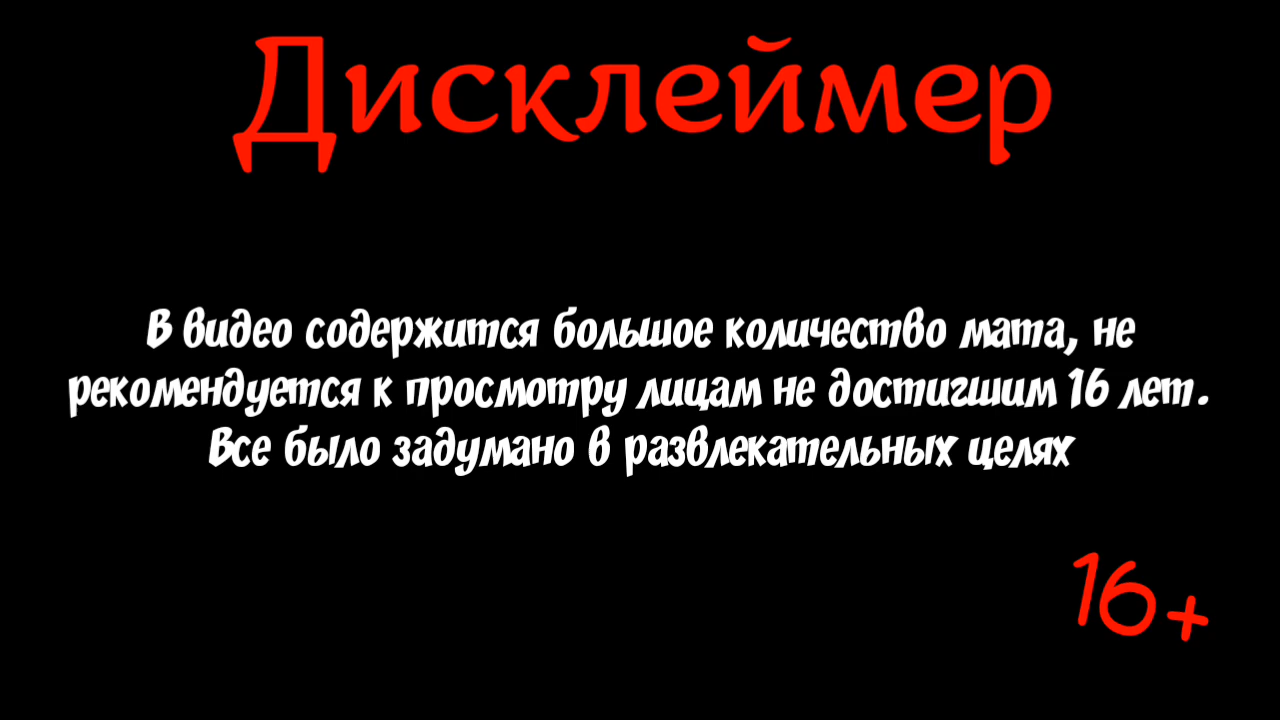 Дисклеймер
В видео содержится большое количество мата, не
рекомендуется к просмотру лицам не достигшим 16 лет.
Все было задумано в развлекательных целях
16+